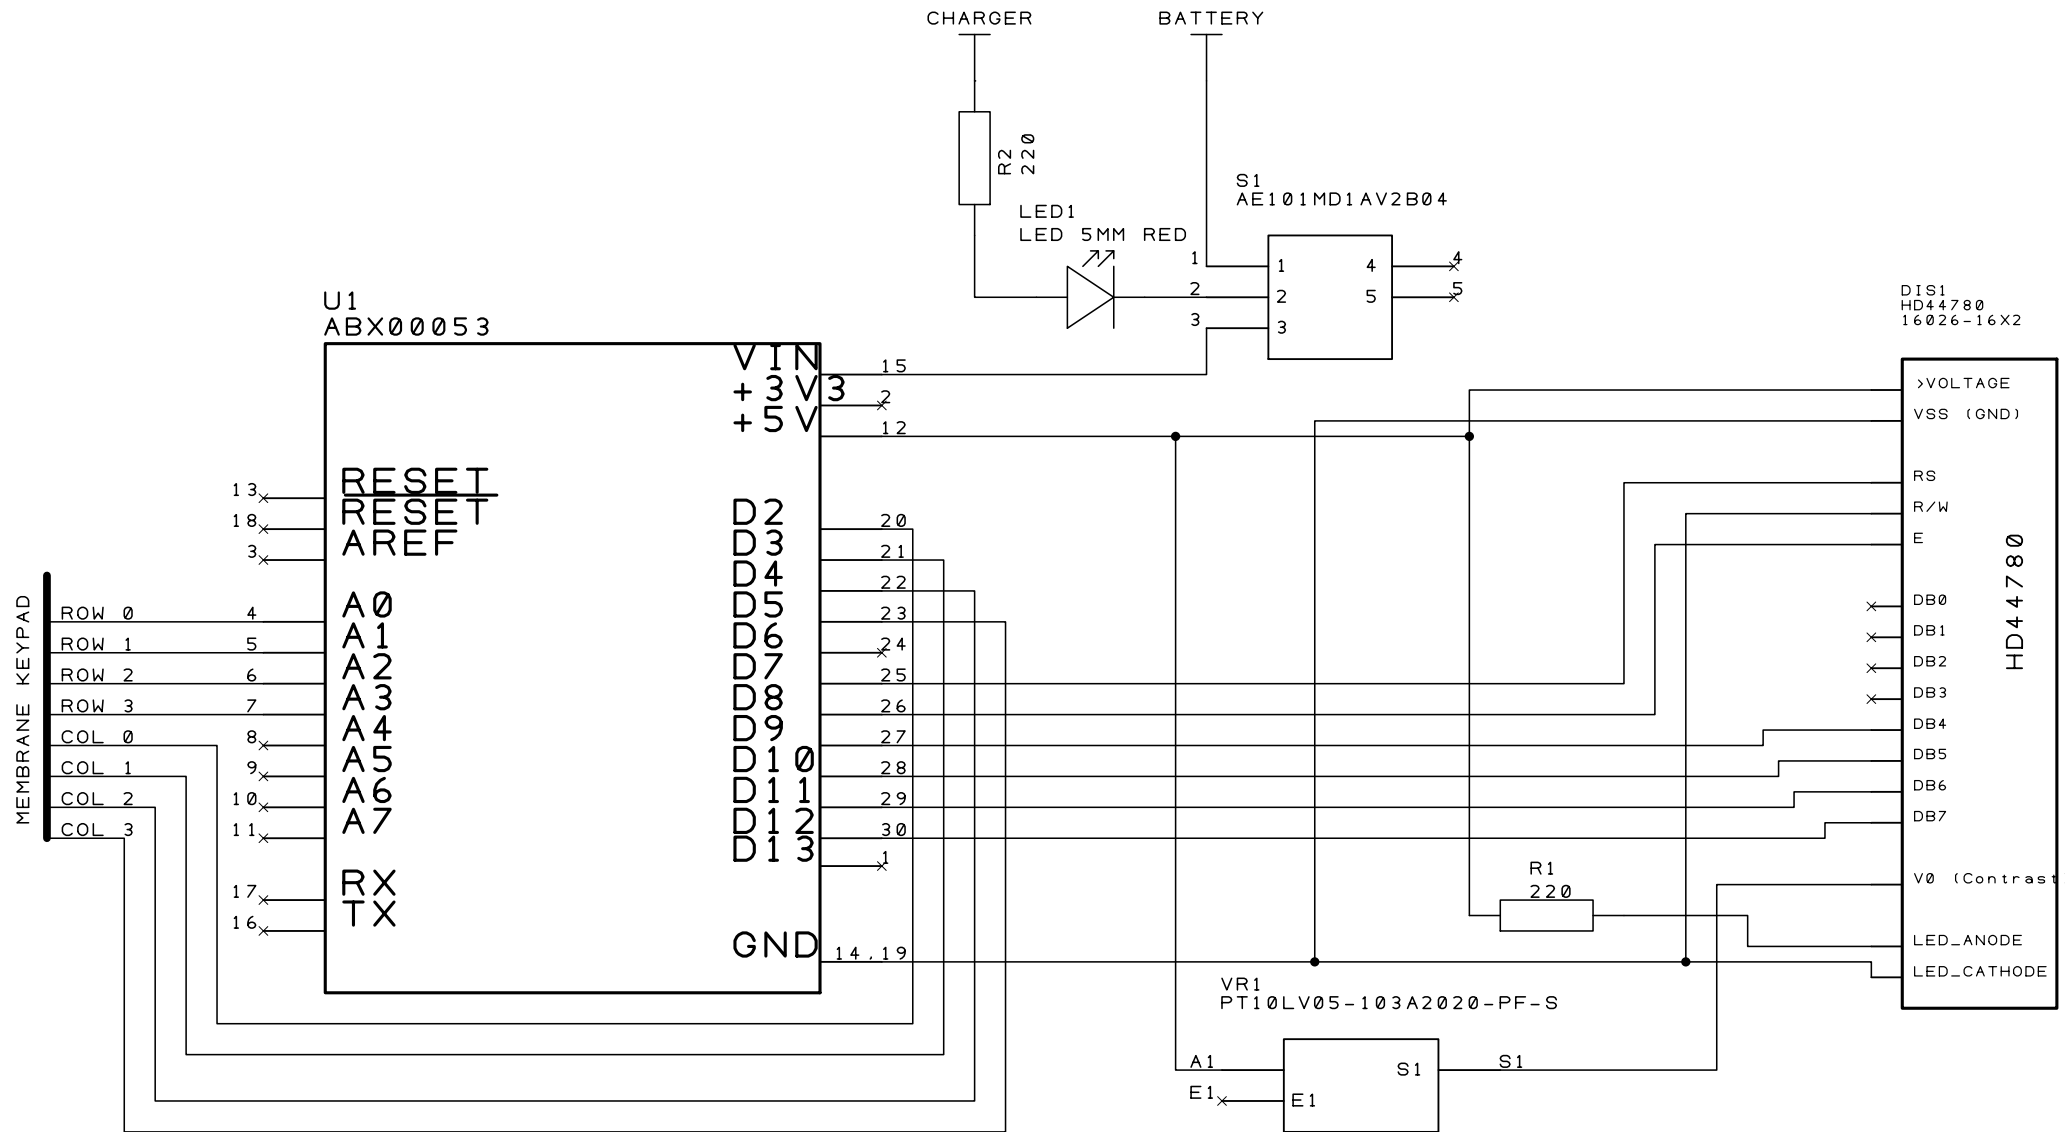 CHARGER
BATTERY
R2
220
S1
AE101MD1AV2B04
LED1
LED 5MM RED
1
2
3
1
2
3
4
5
4
5
DIS1
HD44780
16026-16X2
U1
ABX00053
VIN
+3V3
+5V
15
2
12
>VOLTAGE
VSS (GND)
RS
R/W
E
DB0
DB1
DB2
DB3
DB4
DB5
DB6
DB7
V0 (Contrast
LED_ANODE
LED_CATHODE
HD44780
13
18
3
RESET
RESET
AREF
MEMBRANE KEYPAD
ROW 0
ROW 1
ROW 2
ROW 3
COL 0
COL 1
COL 2
COL 3
4
5
6
7
8
9
10
11
17
16
A0
A1
A2
A3
A4
A5
A6
A7
RX
TX
D2
D3
D4
D5
D6
D7
D8
D9
D10
D11
D12
D13
GND
20
21
22
23
24
25
26
27
28
29
30
1
14,19
R1
220
VR1
PT10LV05-103A2020-PF-S
A1
E1
E1
S1
S1